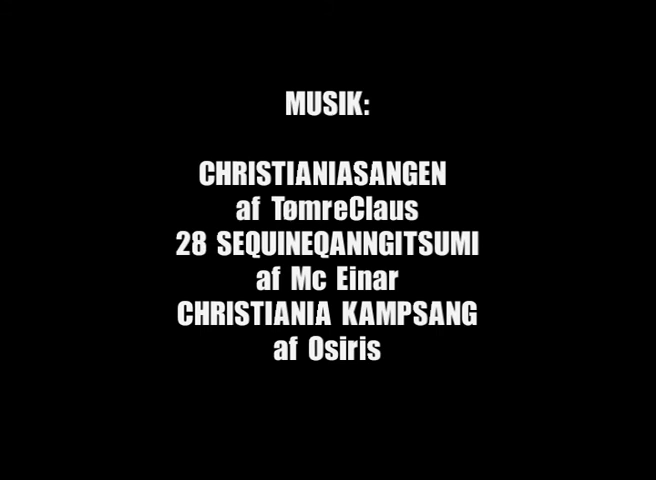 MUSIK:
CHRISTIANIASANGEN
af TømreClaus
28 SEQUINEQANNGITSUMI
af Mc Einar
CHRISTIANIA KAMPSANG
af Osiris